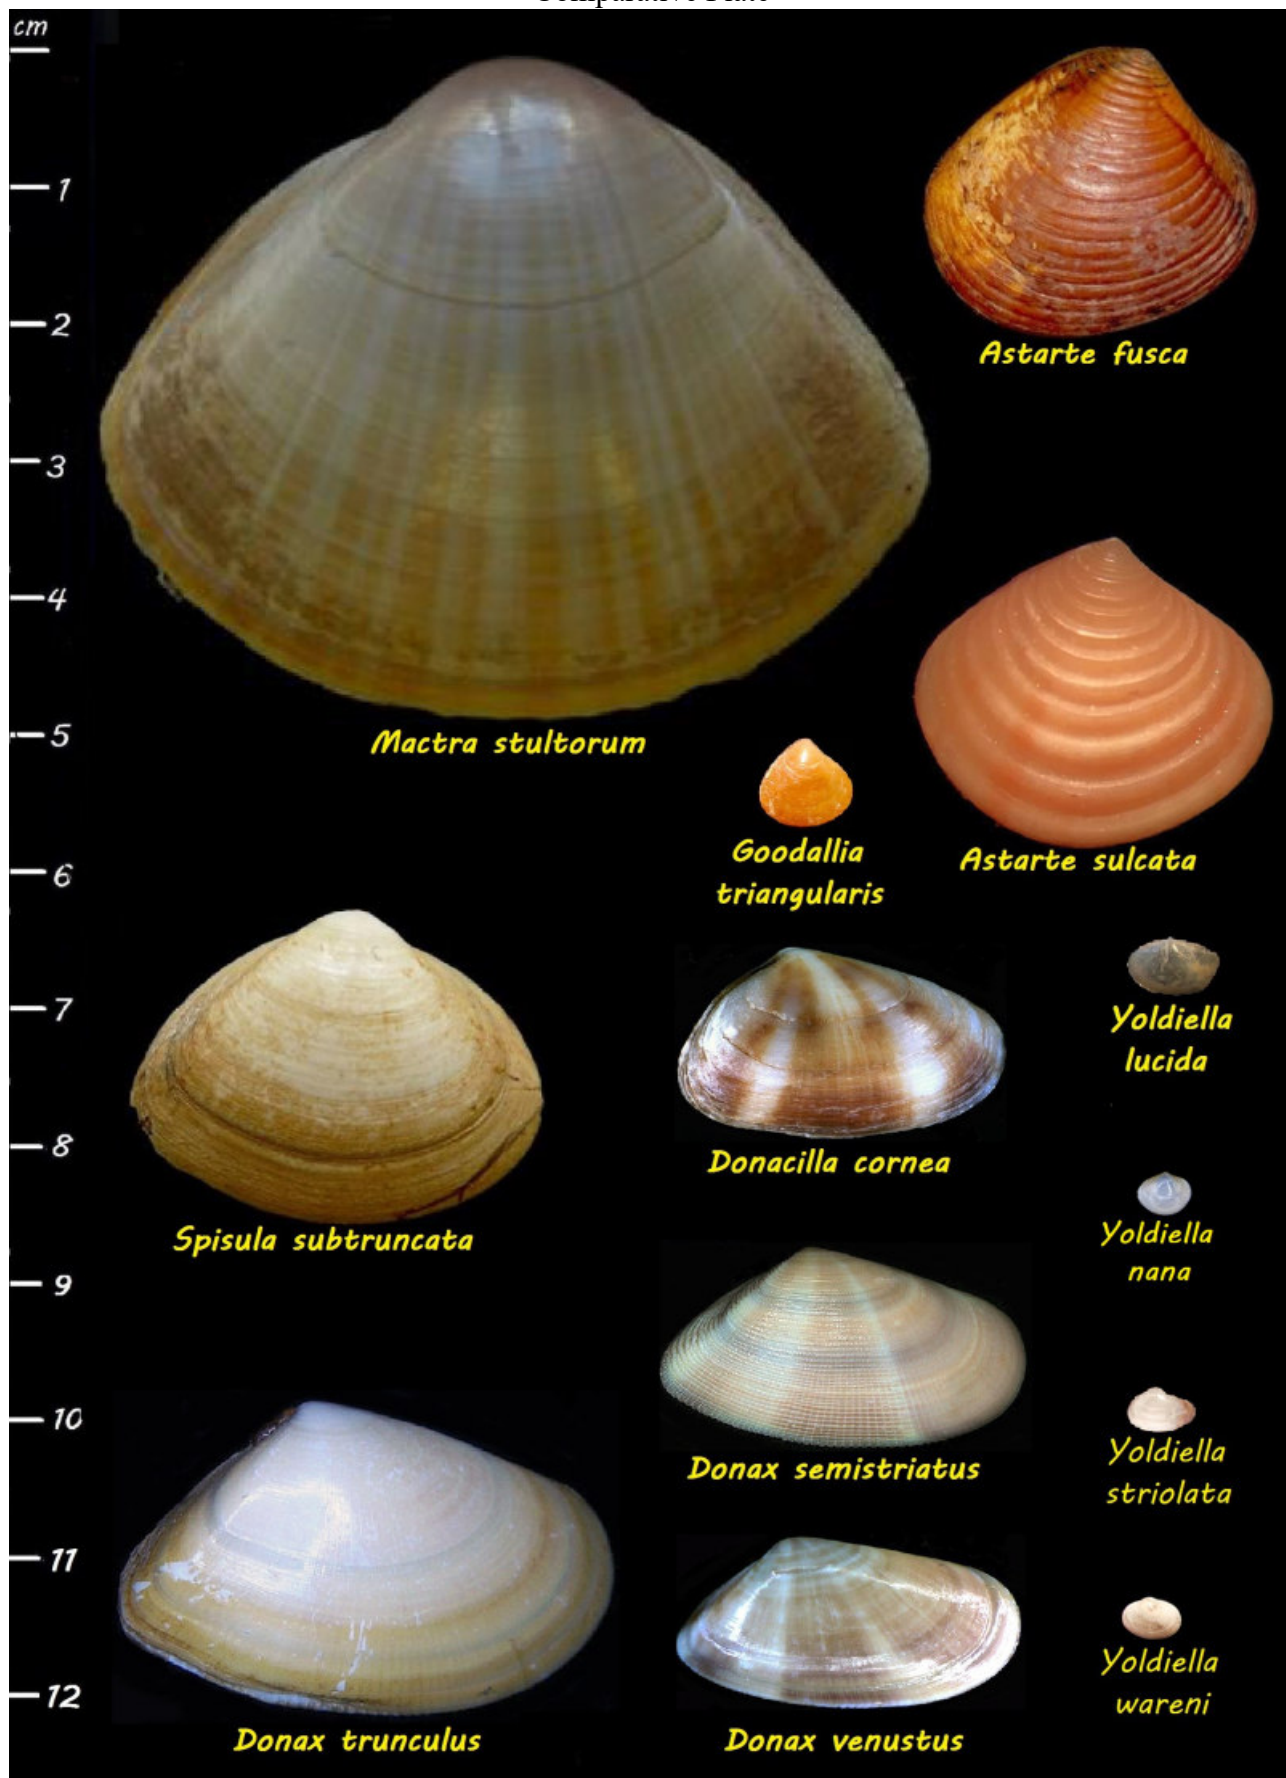 Comparative Plate
cm
1
2
3
4
5
6
7
8
9
10
11
12
Astarte fusca
Mactra stultorum
Goodallia
triangularis
Astarte sulcata
Yoldiella
lucida
Donacilla cornea
Spisula subtruncata
Yoldiella
nana
Donax semistriatus
Yoldiella
striolata
Yoldiella
wareni
Donax trunculus
Donax venustus